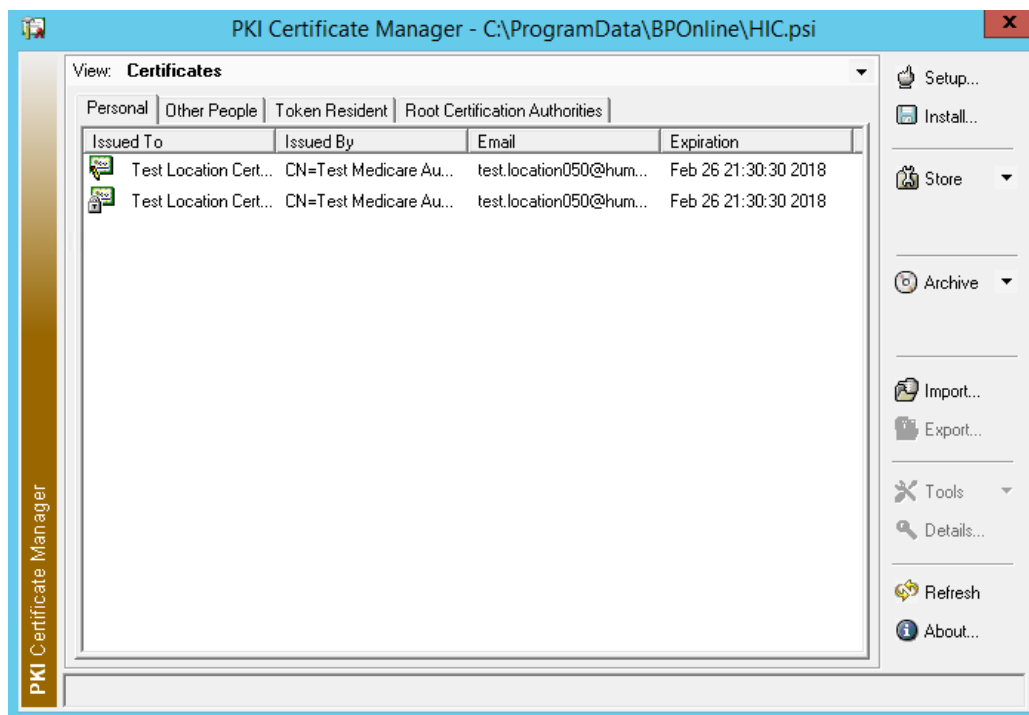 PKI Certificate Manager - C:\ProgramData\BPOnline\HIC.psi
x
View: Certificates
Personal Other People Token Resident Root Certification Authorities
Issued To Issued By Email Expiration
Test Location Cert... CN=Test Medicare Au... test.location050@hum... Feb 26 21:30:30 2018
Test Location Cert... CN=Test Medicare Au... test.location050@hum... Feb 26 21:30:30 2018
Setup...
Install...
Store
Archive
Import...
Export...
Tools
Details...
Refresh
About...
PKI Certificate Manager